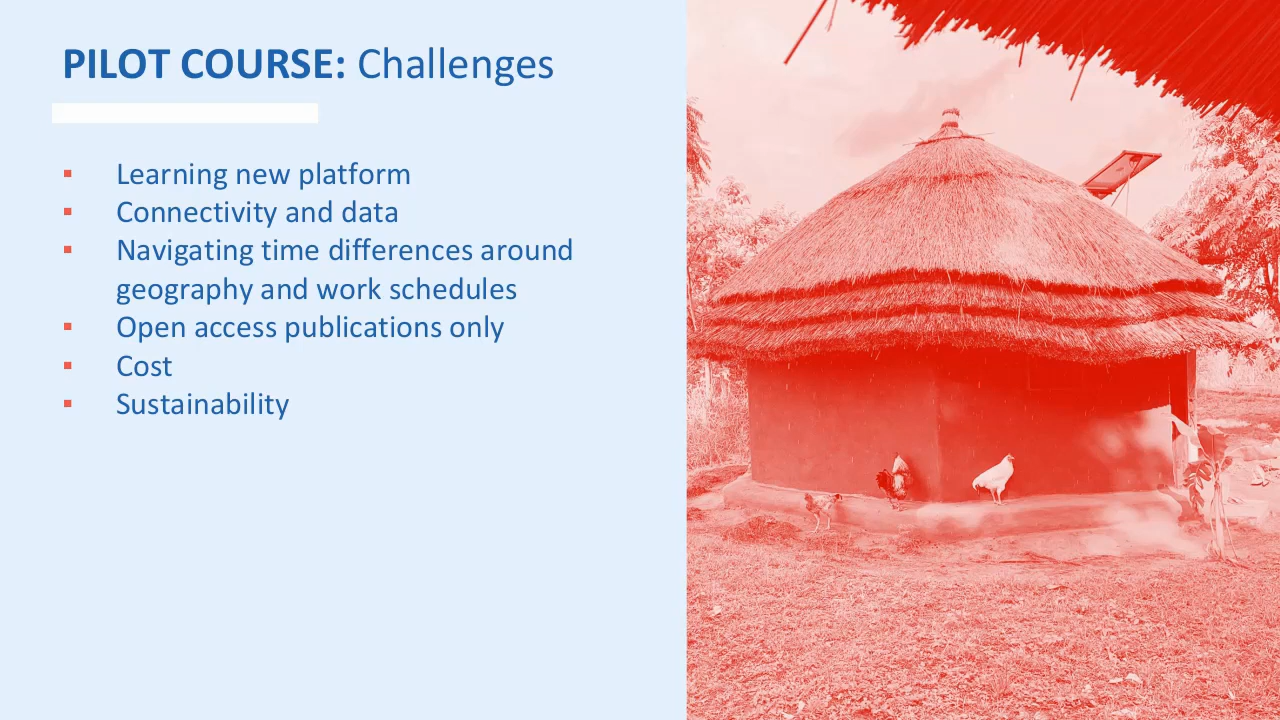 PILOT COURSE: Challenges
▪ Learning new platform
▪ Connectivity and data
▪ Navigating time differences around
geography and work schedules
▪ Open access publications only
▪ Cost
▪ Sustainability